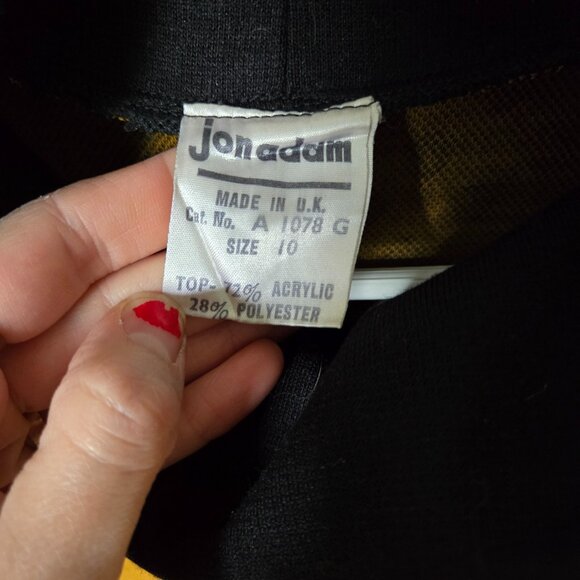 jonadam
MADE IN U.K.
Cat. No. A 1078 G
SIZE 10
TOP- 72% ACRYLIC
28% POLYESTER